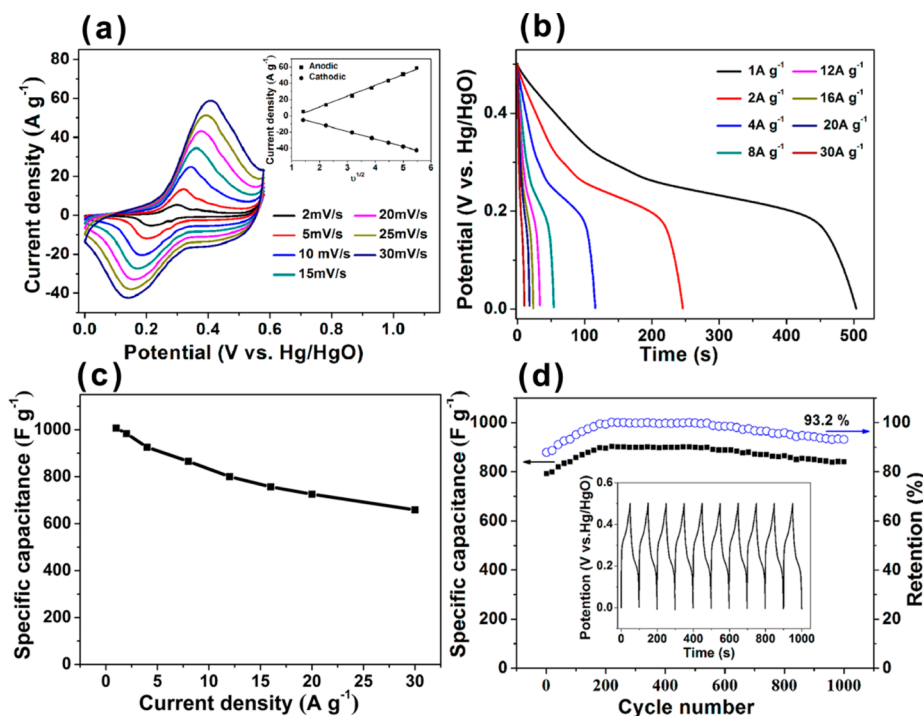 (a)
Current density (A g⁻¹)
80
60
40
20
0
-20
-40
0.0 0.2 0.4 0.6 0.8 1.0
Potential (V vs. Hg/HgO)
2mV/s 20mV/s
5mV/s 25mV/s
10 mV/s 30mV/s
15mV/s
Anodic
Cathodic
Current density (A g⁻¹)
60
40
20
0
-20
-40
1 2 3 4 5 6
υ¹ᐟ²
(b)
Potential (V vs. Hg/HgO)
0.4
0.2
0.0
0 100 200 300 400 500
Time (s)
1A g⁻¹ 12A g⁻¹
2A g⁻¹ 16A g⁻¹
4A g⁻¹ 20A g⁻¹
8A g⁻¹ 30A g⁻¹
(c)
Specific capacitance (F g⁻¹)
1000
800
600
400
200
0
0 5 10 15 20 25 30
Current density (A g⁻¹)
(d)
Specific capacitance (F g⁻¹)
1000
900
800
900
600
300
0
93.2 %
120
100
80
60
40
20
0
Retention (%)
0 200 400 600 800 1000
Cycle number
Potention (V vs.Hg/HgO)
0.6
0.4
0.2
0.0
0 200 400 600 800 1000
Time (s)